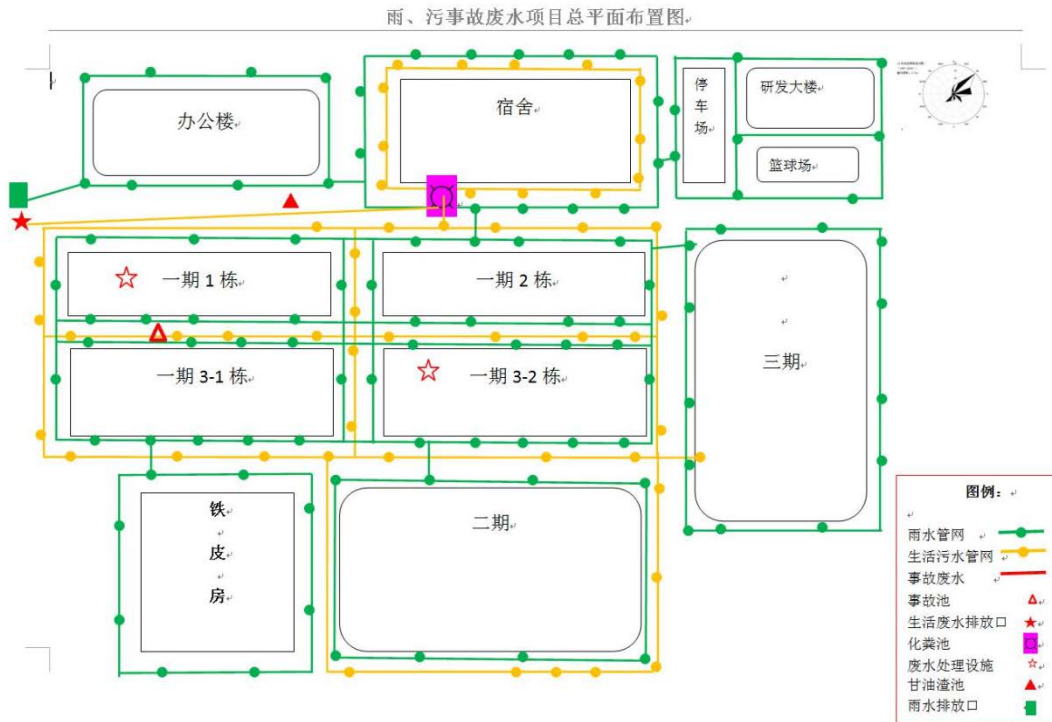 雨、污事故废水项目总平面布置图
办公楼
宿舍
停
车
场
研发大楼
篮球场
一期 1 栋
一期 2 栋
一期 3-1 栋
一期 3-2 栋
三期
铁
皮
房
二期
图例：
雨水管网
生活污水管网
事故废水
事故池
生活废水排放口
化粪池
废水处理设施
甘油渣池
雨水排放口